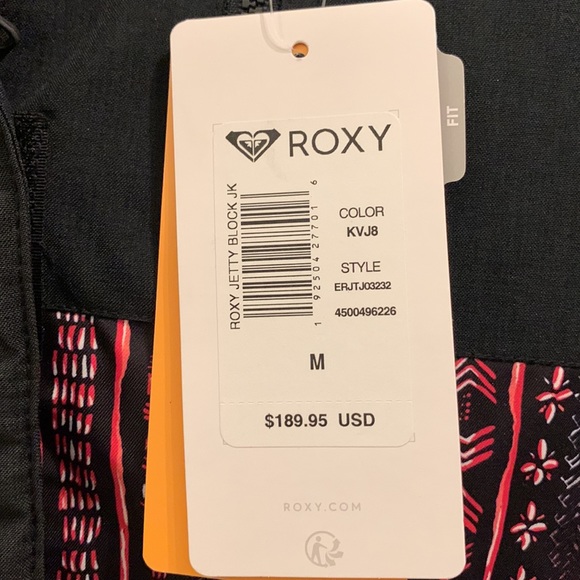 FIT
ROXY
ROXY JETTY BLOCK JK
1 92504 27701 6
COLOR
KVJ8
STYLE
ERJTJ03232
4500496226
M
$189.95 USD
ROXY.COM